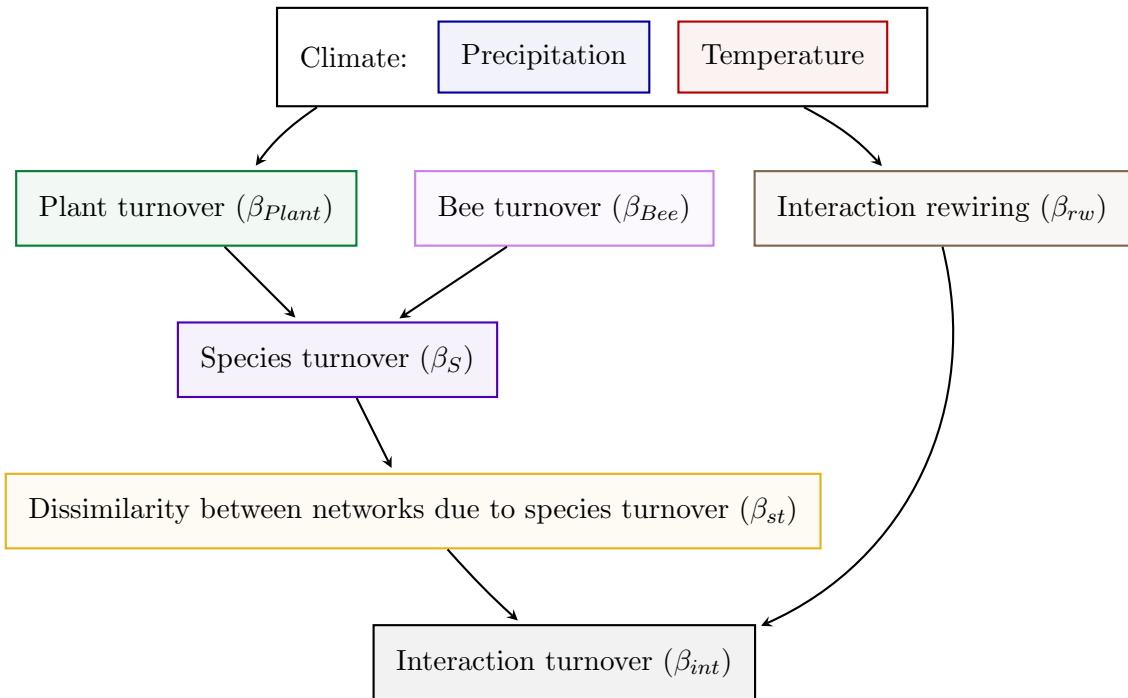 Climate: Precipitation Temperature
Plant turnover (β_Plant) Bee turnover (β_Bee) Interaction rewiring (β_rw)
Species turnover (β_S)
Dissimilarity between networks due to species turnover (β_st)
Interaction turnover (β_int)